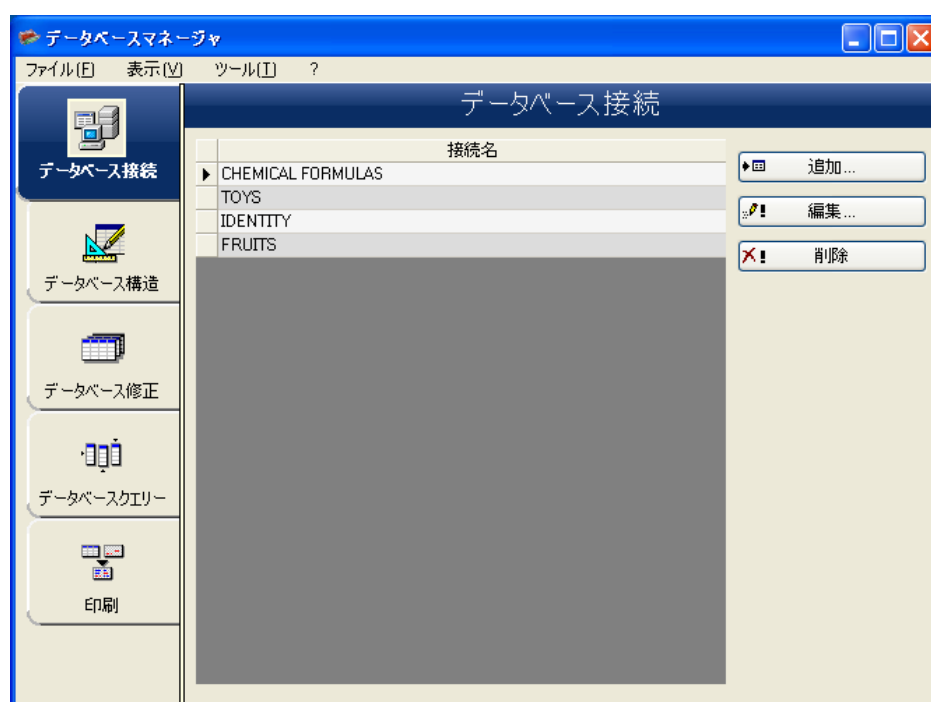 データベースマネージャ
ファイル(F) 表示(V) ツール(T) ?
データベース接続
データベース構造
データベース修正
データベースクエリー
印刷
データベース接続
接続名
CHEMICAL FORMULAS
TOYS
IDENTITY
FRUITS
追加...
編集...
削除